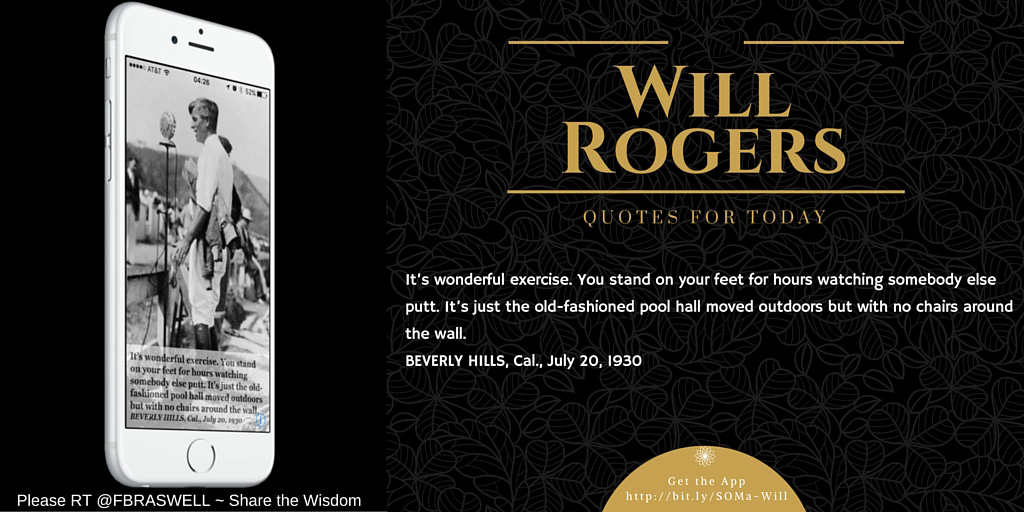 ●●●●○ AT&T
04:26
52%
It's wonderful exercise. You stand
on your feet for hours watching
somebody else putt. It's just the old-
fashioned pool hall moved outdoors
but with no chairs around the wall.
BEVERLY HILLS, Cal., July 20, 1930
Please RT @FBRASWELL ~ Share the Wisdom
WILL
ROGERS
QUOTES FOR TODAY
It's wonderful exercise. You stand on your feet for hours watching somebody else
putt. It's just the old-fashioned pool hall moved outdoors but with no chairs around
the wall.
BEVERLY HILLS, Cal., July 20, 1930
Get the App
http://bit.ly/SOMa-Will